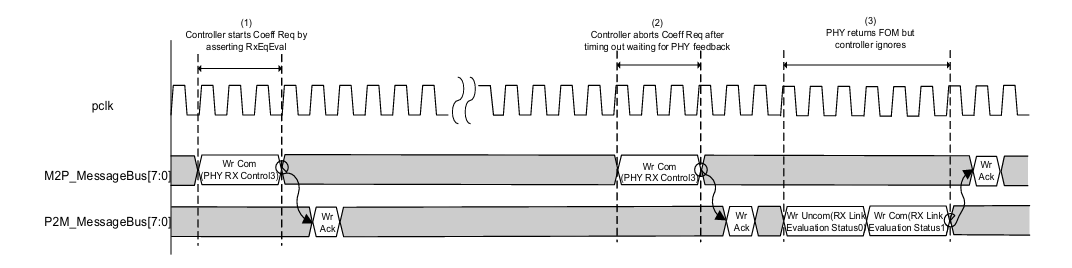 (1)
Controller starts Coeff Req by
asserting RxEqEval
(2)
Controller aborts Coeff Req after
timing out waiting for PHY feedback
(3)
PHY returns FOM but
controller ignores
pclk
M2P_MessageBus[7:0]
Wr Com
(PHY RX Control3)
Wr Com
(PHY RX Control3)
Wr
Ack
P2M_MessageBus[7:0]
Wr
Ack
Wr
Ack
Wr Uncom(RX Link
Evaluation Status0)
Wr Com(RX Link
Evaluation Status1)